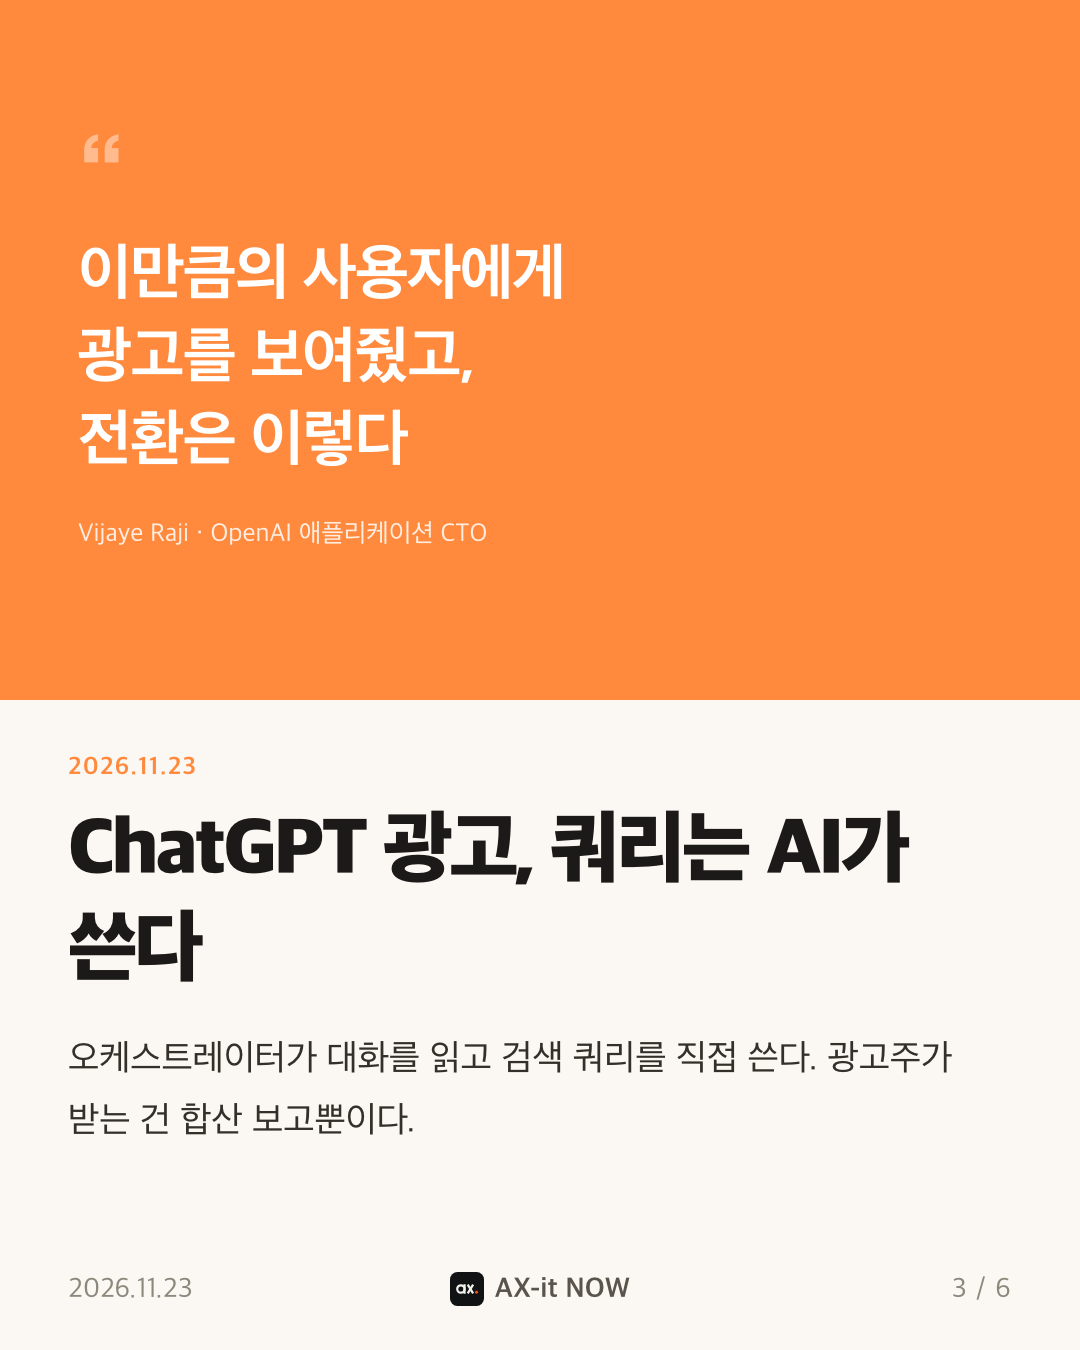 “
이만큼의 사용자에게
광고를 보여줬고,
전환은 이렇다
Vijaye Raji · OpenAI 애플리케이션 CTO
2026.11.23
ChatGPT 광고, 쿼리는 AI가
쓴다
오케스트레이터가 대화를 읽고 검색 쿼리를 직접 쓴다. 광고주가
받는 건 합산 보고뿐이다.
2026.11.23
ax. AX-it NOW
3 / 6